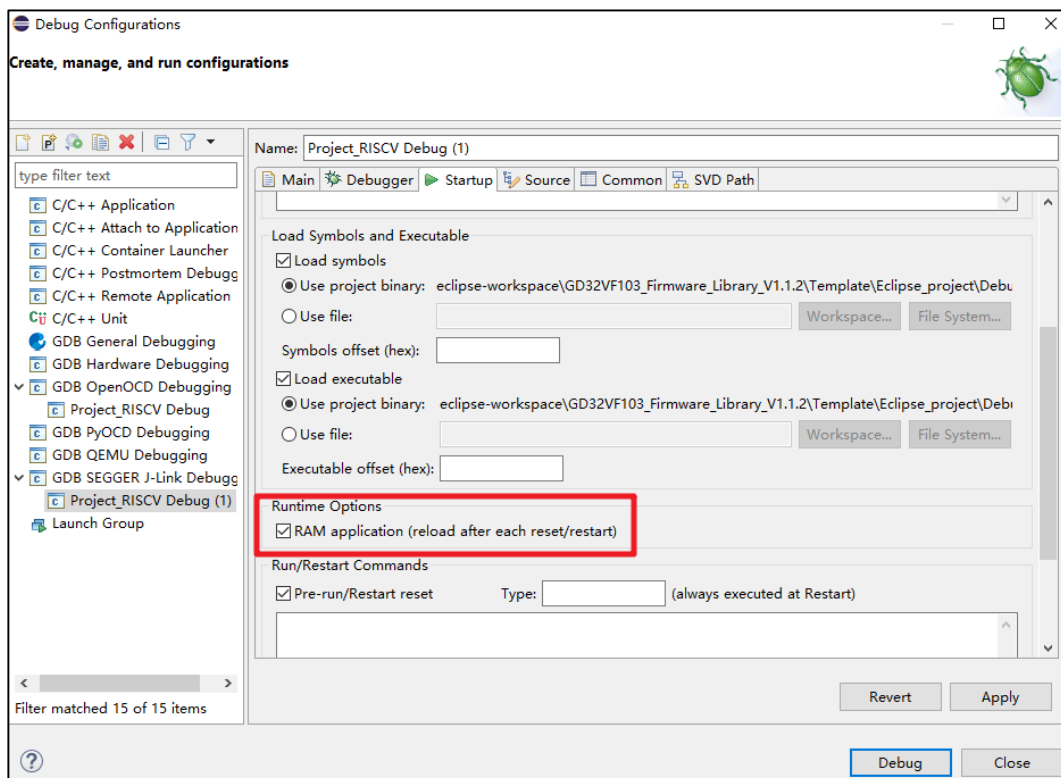 Debug Configurations
Create, manage, and run configurations
Name: Project_RISCV Debug (1)
type filter text
Main Debugger Startup Source Common SVD Path
C/C++ Application
C/C++ Attach to Application
C/C++ Container Launcher
C/C++ Postmortem Debugg
C/C++ Remote Application
C/C++ Unit
GDB General Debugging
GDB Hardware Debugging
GDB OpenOCD Debugging
Project_RISCV Debug
GDB PyOCD Debugging
GDB QEMU Debugging
GDB SEGGER J-Link Debugg
Project_RISCV Debug (1)
Launch Group
Filter matched 15 of 15 items
Load Symbols and Executable
Load symbols
Use project binary: eclipse-workspace\GD32VF103_Firmware_Library_V1.1.2\Template\Eclipse_project\Debu
Use file: Workspace... File System...
Symbols offset (hex):
Load executable
Use project binary: eclipse-workspace\GD32VF103_Firmware_Library_V1.1.2\Template\Eclipse_project\Debu
Use file: Workspace... File System...
Executable offset (hex):
Runtime Options
RAM application (reload after each reset/restart)
Run/Restart Commands
Pre-run/Restart reset Type: (always executed at Restart)
Revert Apply
Debug Close